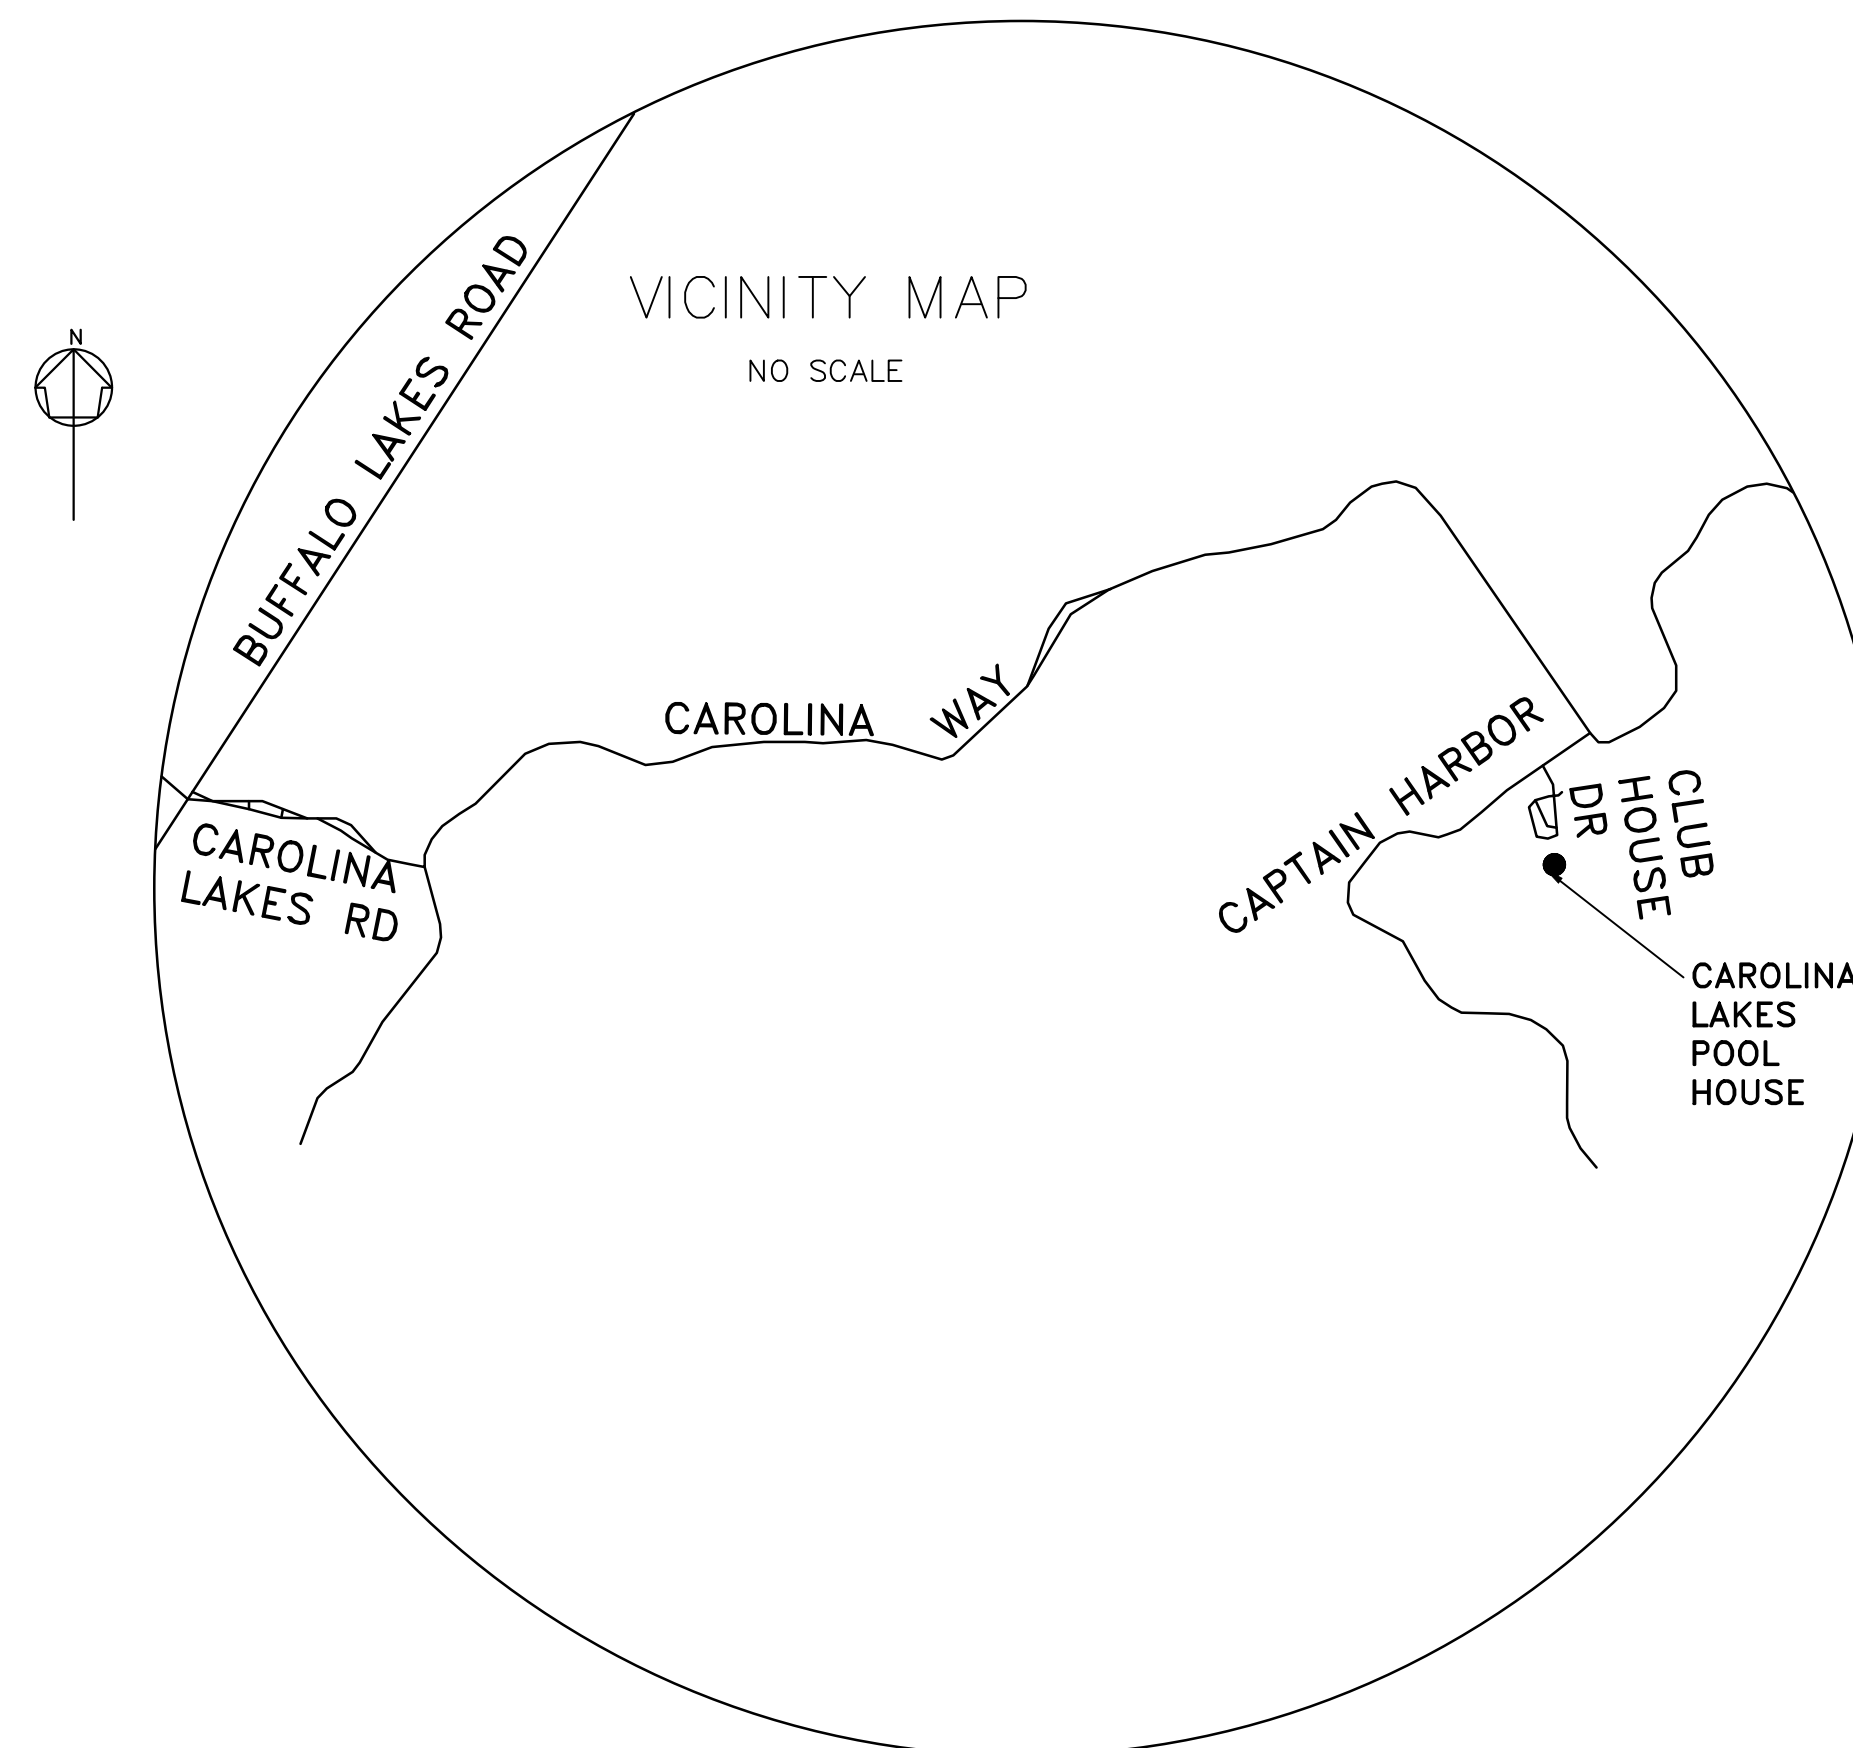 VICINITY MAP
NO SCALE
N
BUFFALO LAKES ROAD
CAROLINA WAY
CAROLINA
LAKES RD
CAPTAIN HARBOR
CLUB
HOUSE
DR
CAROLINA
LAKES
POOL
HOUSE